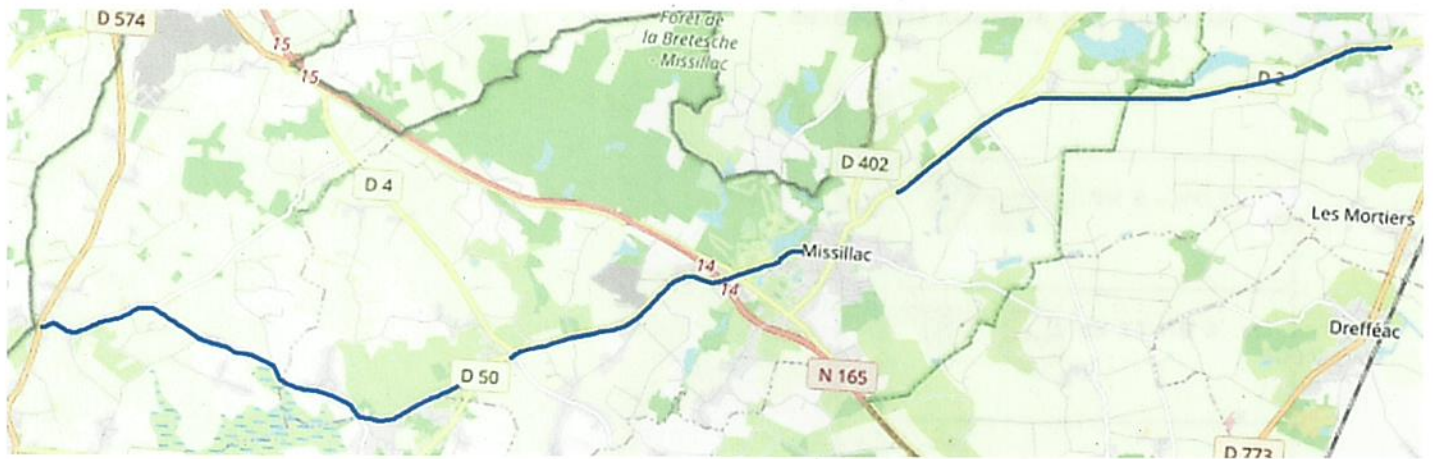 D 574
15
15
Forêt de
la Bretesche
- Missillac
D 2
D 402
D 4
Les Mortiers
Missillac
14
14
Drefféac
D 50
N 165
D 773